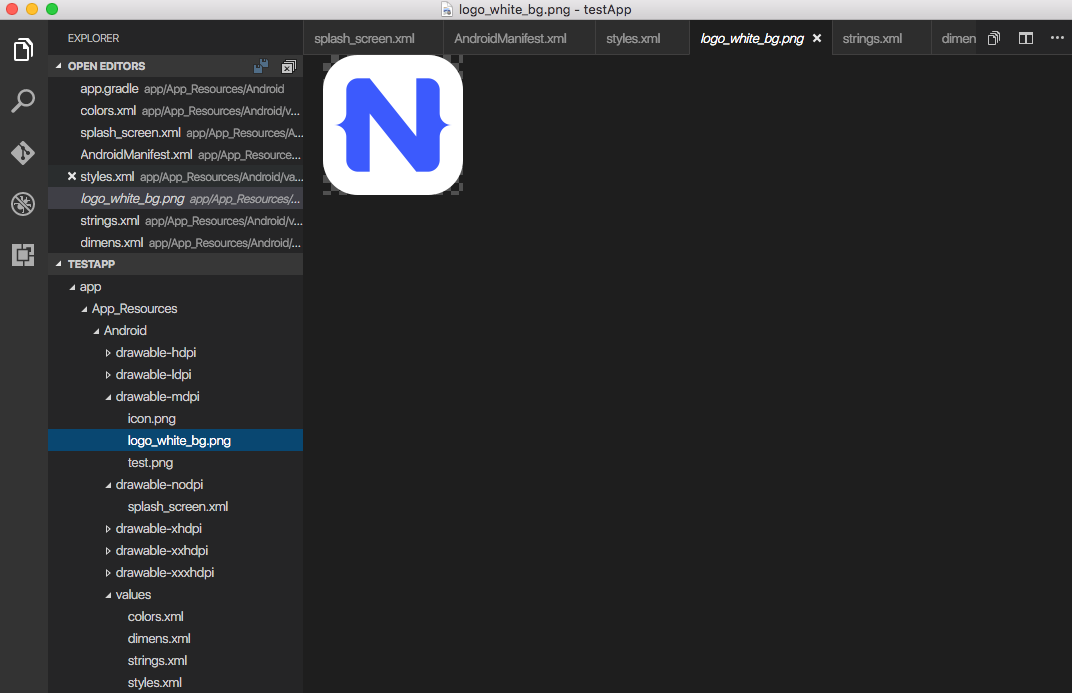 logo_white_bg.png - testApp
EXPLORER
splash_screen.xml AndroidManifest.xml styles.xml logo_white_bg.png strings.xml dimen
OPEN EDITORS
app.gradle app/App_Resources/Android
colors.xml app/App_Resources/Android/v...
splash_screen.xml app/App_Resources/A...
AndroidManifest.xml app/App_Resource...
styles.xml app/App_Resources/Android/va...
logo_white_bg.png app/App_Resources/...
strings.xml app/App_Resources/Android/v...
dimens.xml app/App_Resources/Android/...
TESTAPP
app
App_Resources
Android
drawable-hdpi
drawable-ldpi
drawable-mdpi
icon.png
logo_white_bg.png
test.png
drawable-nodpi
splash_screen.xml
drawable-xhdpi
drawable-xxhdpi
drawable-xxxhdpi
values
colors.xml
dimens.xml
strings.xml
styles.xml
N